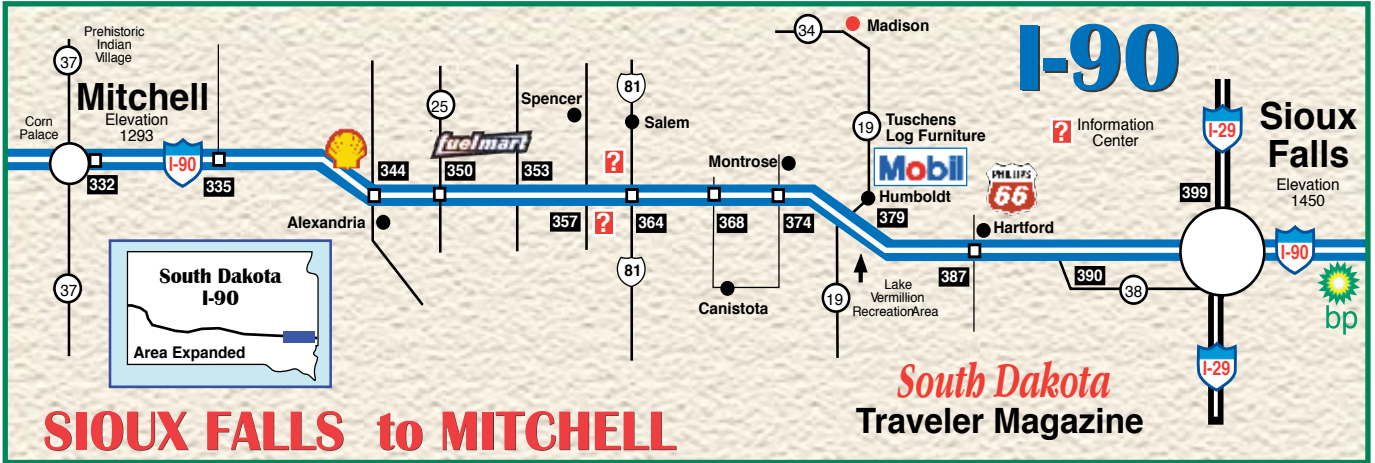 Prehistoric
Indian
Village
37
Mitchell
Elevation
1293
Corn
Palace
I-90
332
335
37
344
Alexandria
25
fuelmart
350
353
Spencer
357
?
?
81
Salem
364
81
Montrose
368
374
Canistota
34
Madison
19
Tuschens
Log Furniture
Mobil
Humboldt
379
19
Lake
Vermillion
RecreationArea
PHILLIPS
66
Hartford
387
390
38
I-90
?
Information
Center
I-29
399
Sioux
Falls
Elevation
1450
I-90
bp
I-29
South Dakota
I-90
Area Expanded
SIOUX FALLS to MITCHELL
South Dakota
Traveler Magazine